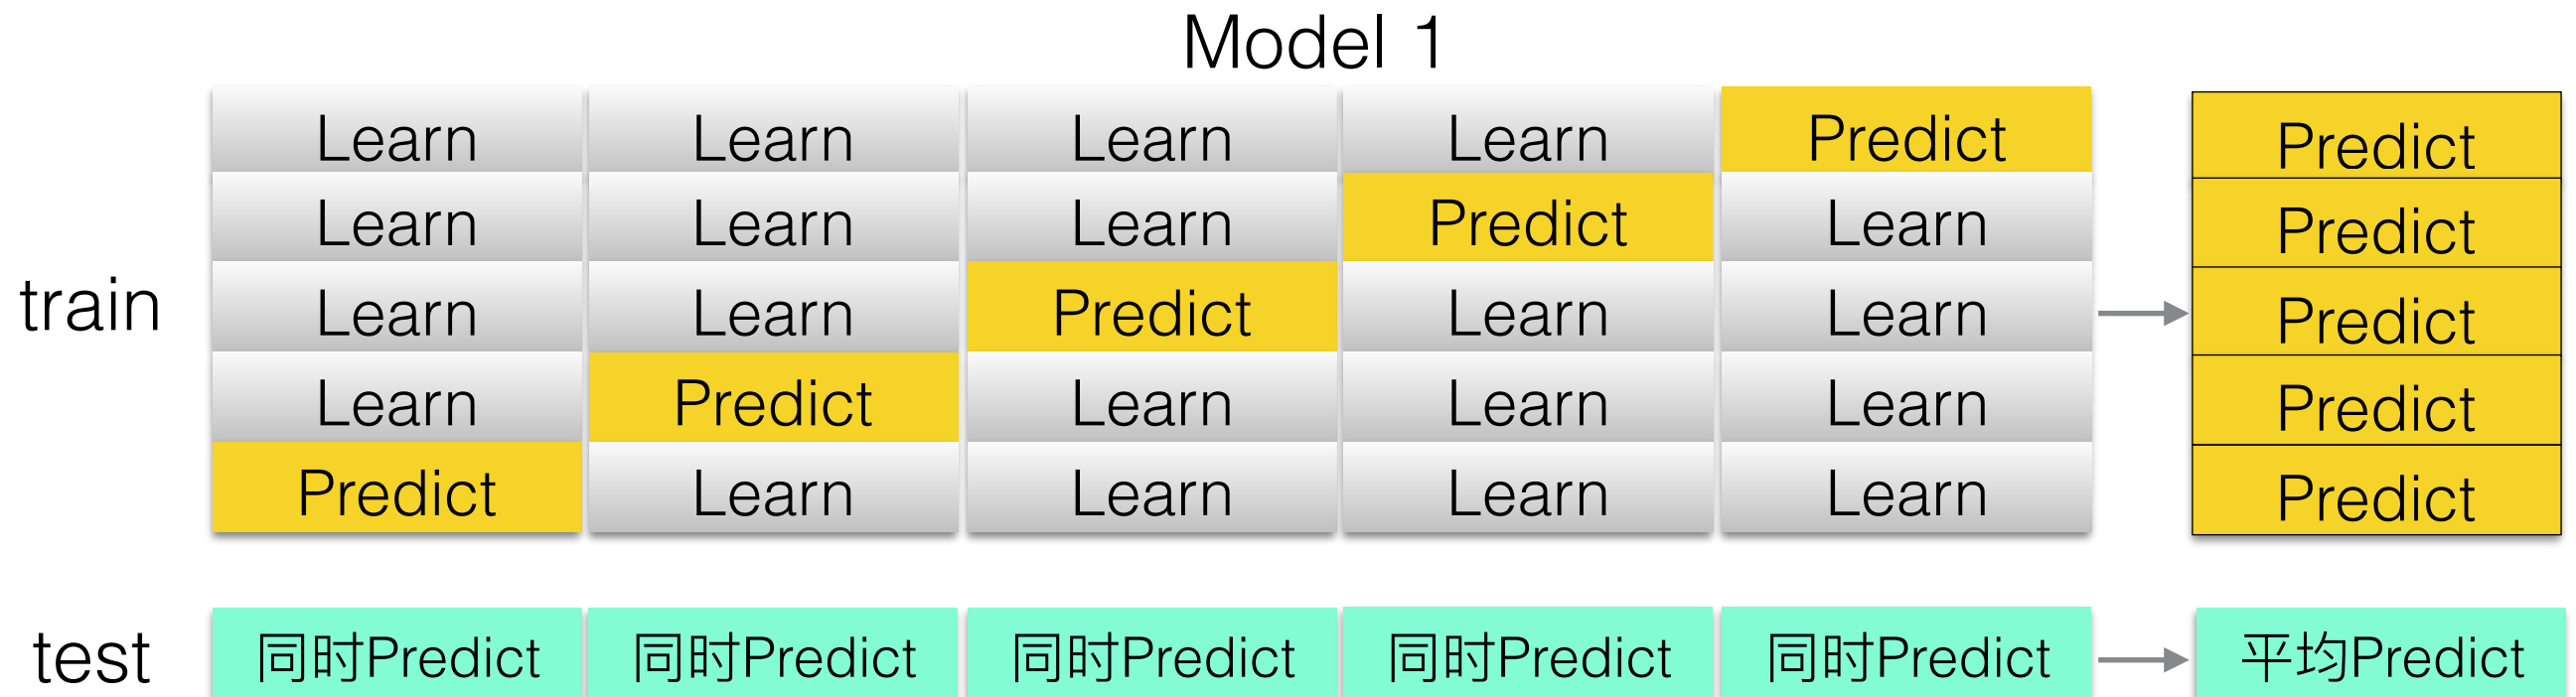 Model 1
Learn Learn Learn Learn Predict Predict
Learn Learn Learn Predict Learn Predict
train Learn Learn Predict Learn Learn Predict
Learn Predict Learn Learn Learn Predict
Predict Learn Learn Learn Learn Predict
test 同时Predict 同时Predict 同时Predict 同时Predict 同时Predict 平均Predict